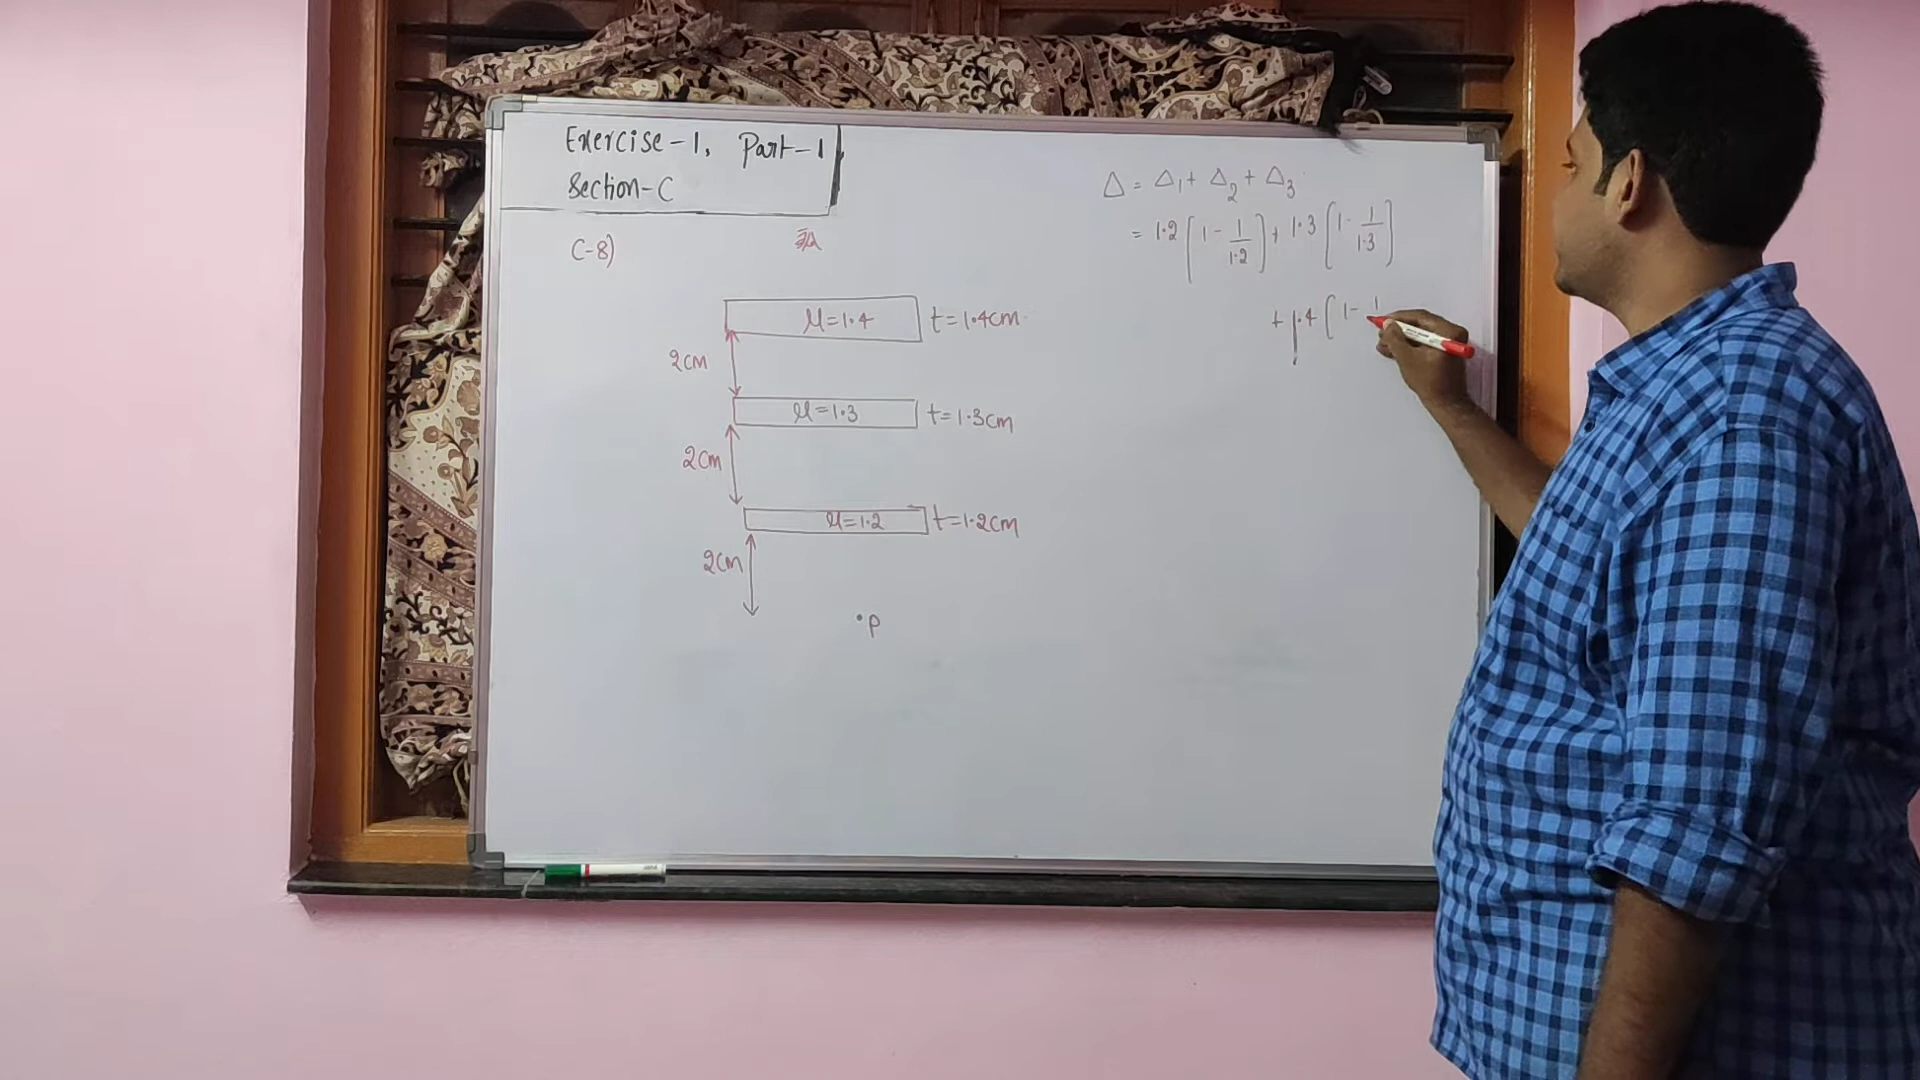 Exercise-1, Part-1,
Section-C
C-8)
μ=1.4 t=1.4cm
2cm
μ=1.3 t=1.3cm
2cm
μ=1.2 t=1.2cm
2cm
•P
Δ = Δ₁ + Δ₂ + Δ₃
= 1.2 [1 - 1/1.2] + 1.3 [1 - 1/1.3]
+ 1.4 [1 - 1